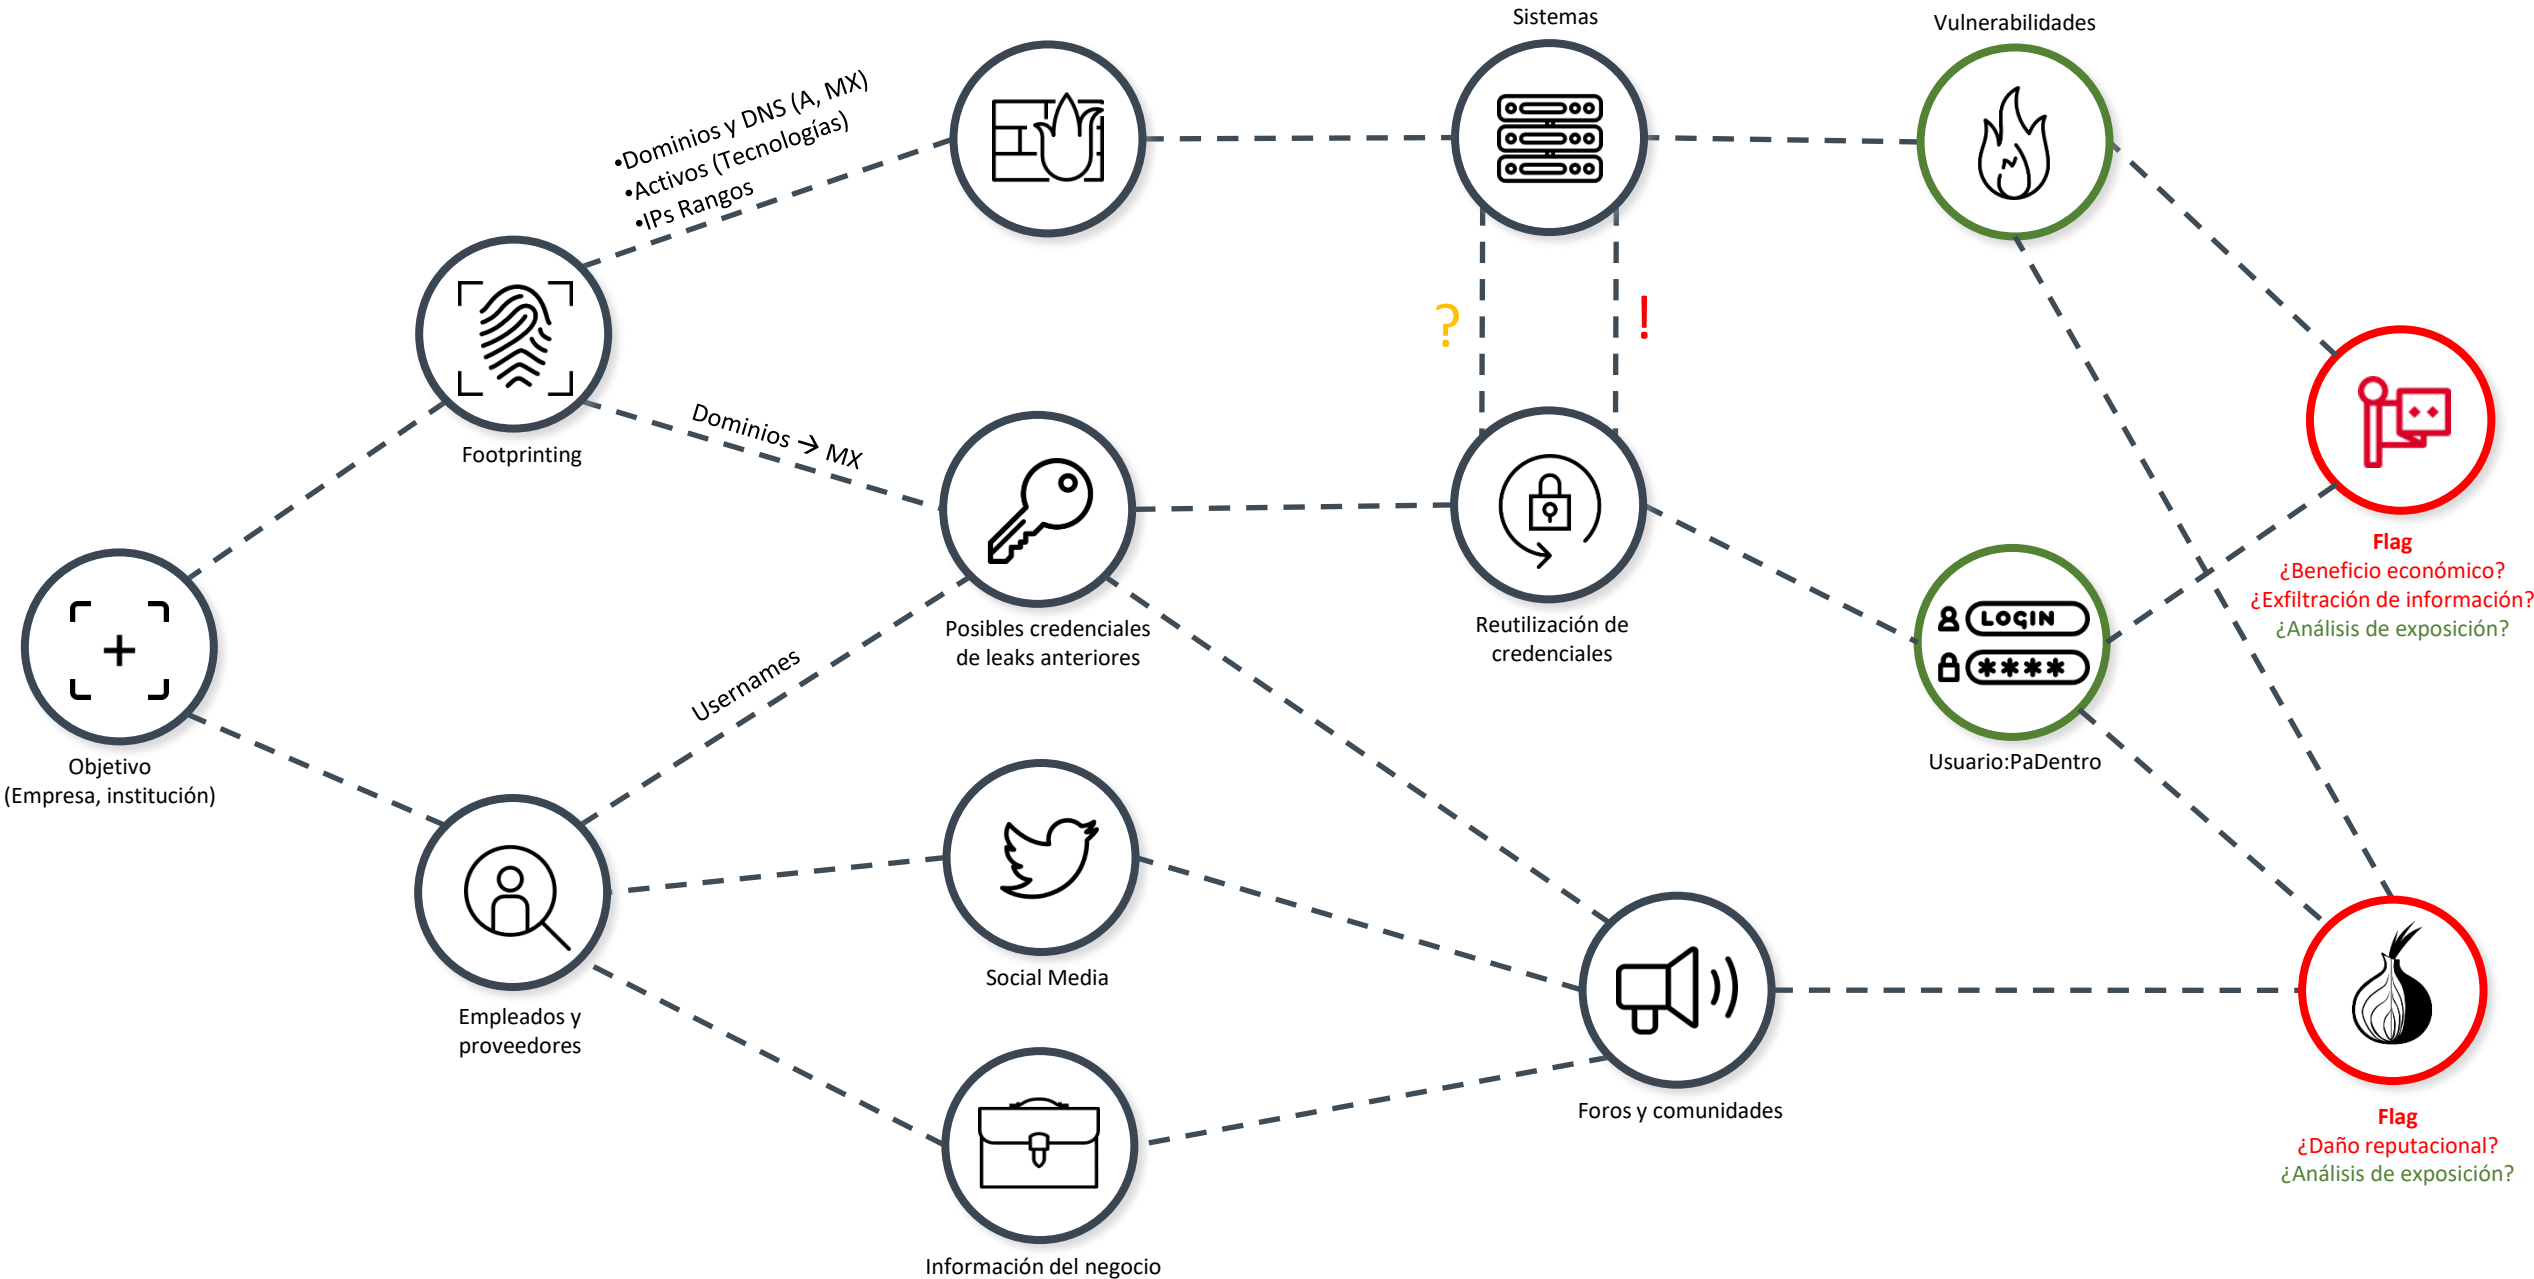 Sistemas
Vulnerabilidades
•Dominios y DNS (A, MX)
•Activos (Tecnologías)
•IPs Rangos
?
!
Footprinting
Dominios → MX
Flag
¿Beneficio económico?
¿Exfiltración de información?
¿Análisis de exposición?
LOGIN
****
Posibles credenciales
de leaks anteriores
Reutilización de
credenciales
Usernames
Usuario:PaDentro
Objetivo
(Empresa, institución)
Social Media
Empleados y
proveedores
Foros y comunidades
Flag
¿Daño reputacional?
¿Análisis de exposición?
Información del negocio